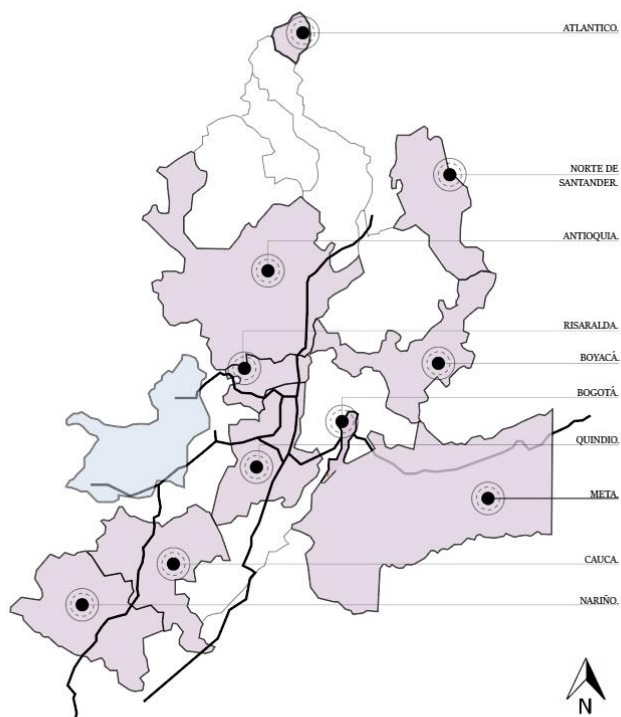 ATLANTICO.
NORTE DE
SANTANDER.
ANTIOQUIA.
RISARALDA.
BOYACÁ.
BOGOTÁ.
QUINDIO.
META.
CAUCA.
NARIÑO.
N